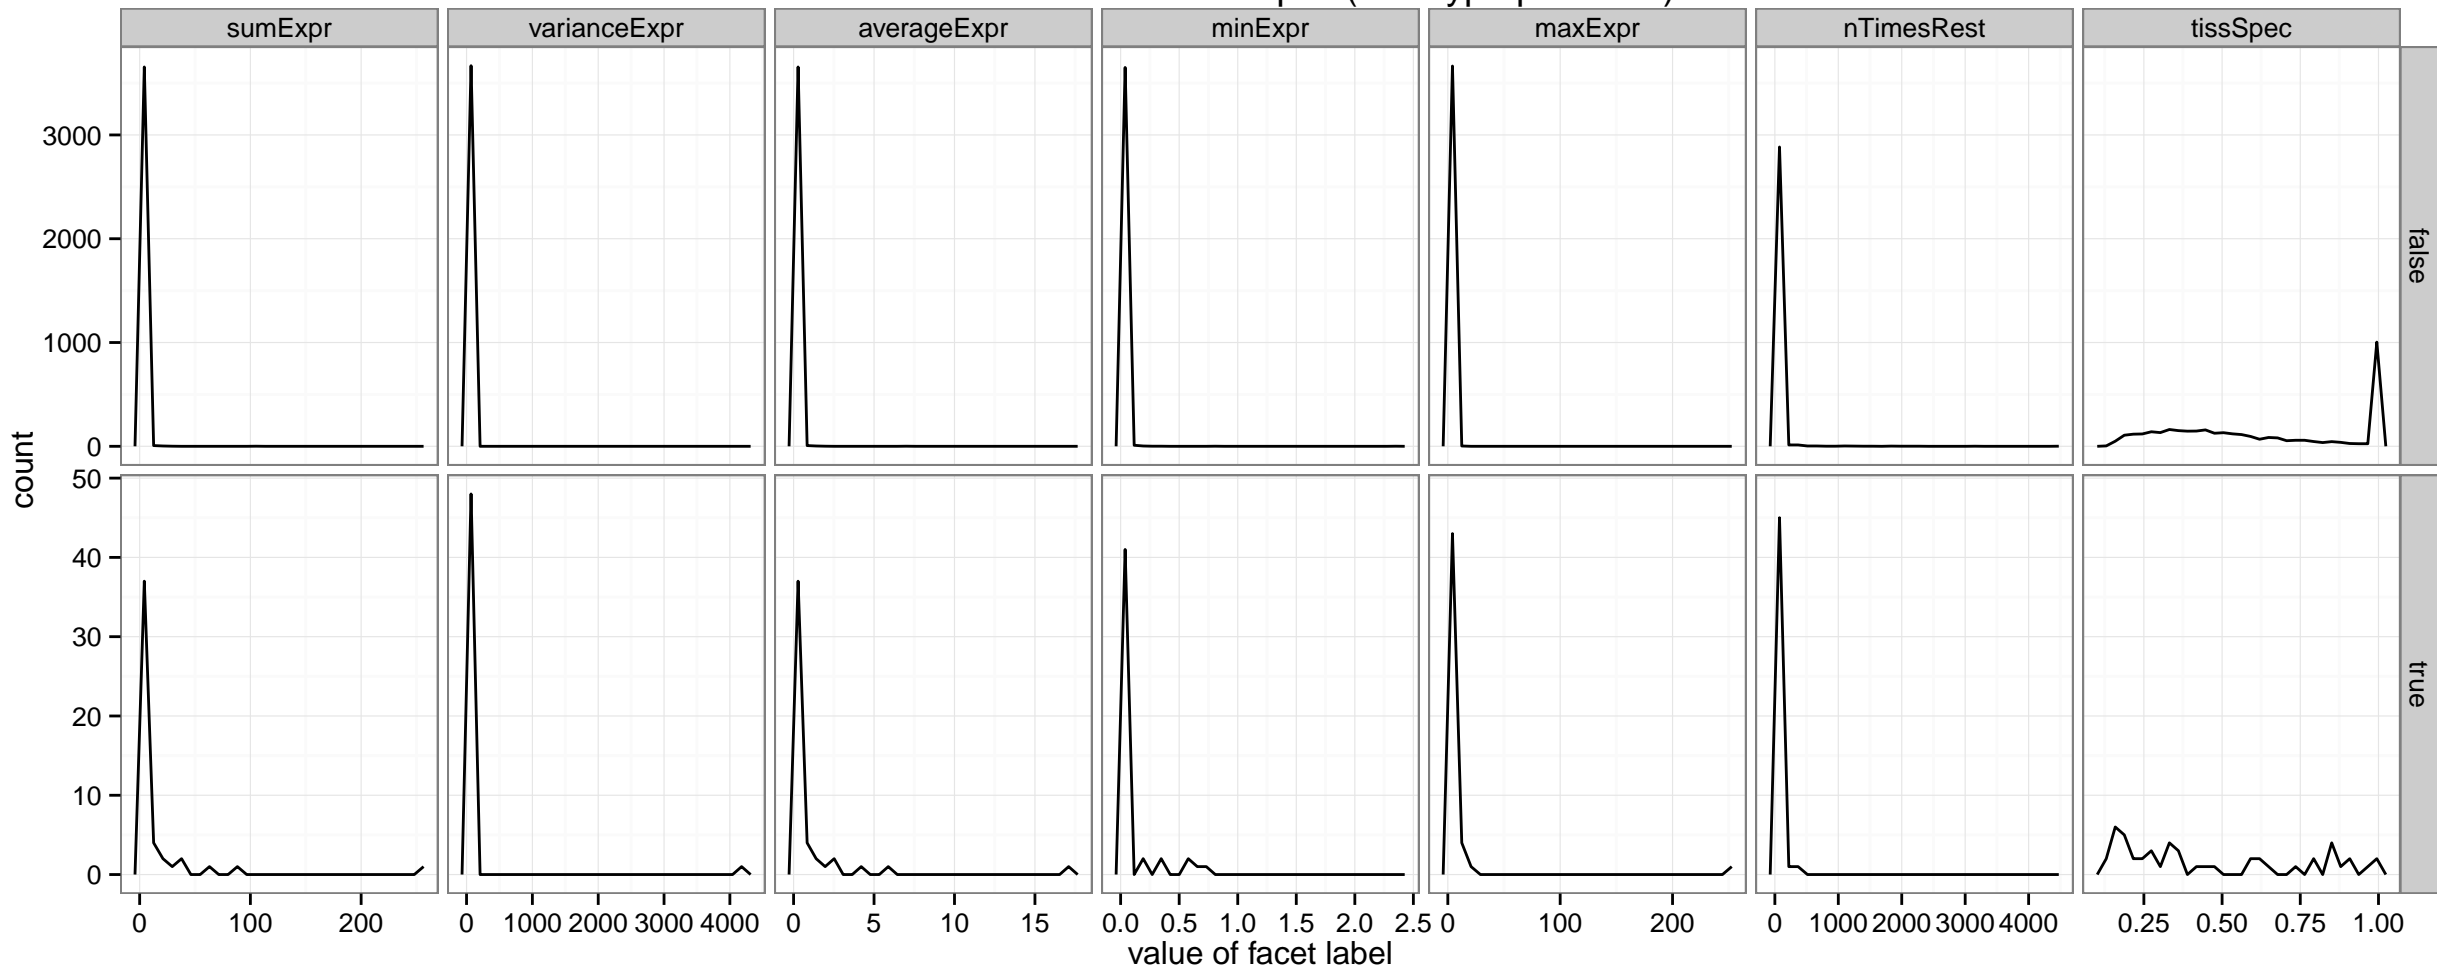 sumExpr varianceExpr averageExpr minExpr maxExpr nTimesRest tissSpec
3000
2000
1000
0
false
count
50
40
30
20
10
0
true
0 100 200 0 1000 2000 3000 4000 0 5 10 15 0.0 0.5 1.0 1.5 2.0 2.5 0 100 200 0 1000 2000 3000 4000 0.25 0.50 0.75 1.00
value of facet label